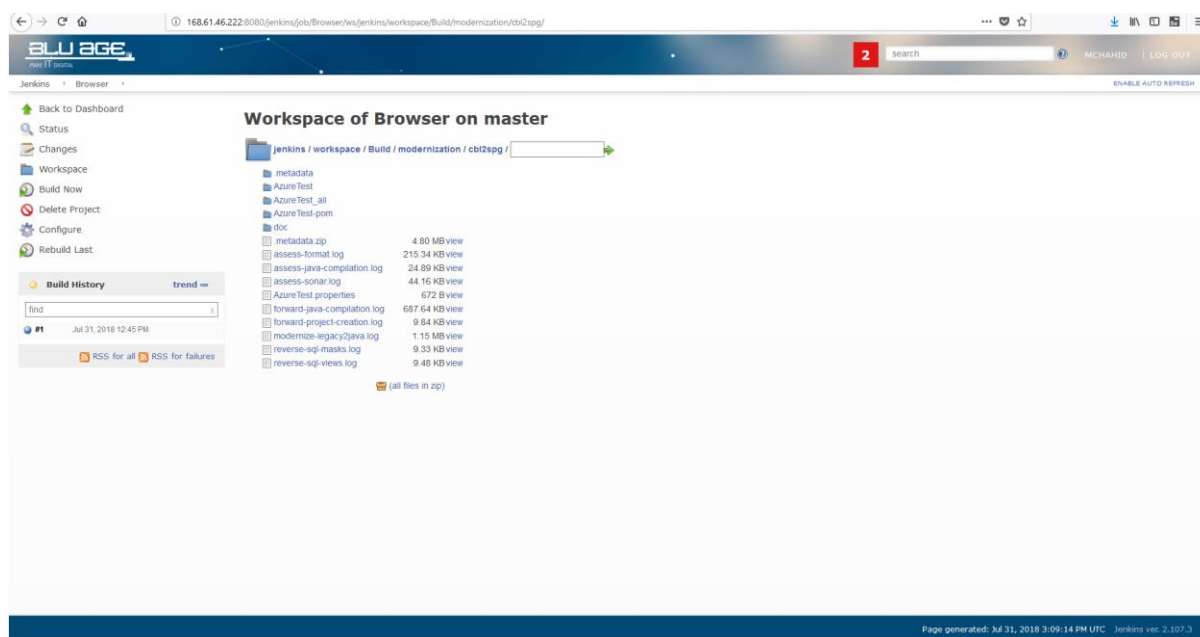 168.61.46.222:8080/jenkins/job/Browser/ws/jenkins/workspace/Build/modernization/cbl2spg/
BLU AGE
MAKE IT DIGITAL
2
search
MCHAHID | LOG OUT
Jenkins Browser
ENABLE AUTO REFRESH
Back to Dashboard
Status
Changes
Workspace
Build Now
Delete Project
Configure
Rebuild Last
Build History trend
find x
#1 Jul 31, 2018 12:45 PM
RSS for all RSS for failures
Workspace of Browser on master
jenkins / workspace / Build / modernization / cbl2spg /
.metadata
AzureTest
AzureTest_all
AzureTest-pom
doc
.metadata.zip 4.80 MB view
assess-format.log 215.34 KB view
assess-java-compilation.log 24.89 KB view
assess-sonar.log 44.16 KB view
AzureTest.properties 672 B view
forward-java-compilation.log 687.64 KB view
forward-project-creation.log 9.84 KB view
modernize-legacy2java.log 1.15 MB view
reverse-sql-masks.log 9.33 KB view
reverse-sql-views.log 9.48 KB view
(all files in zip)
Page generated: Jul 31, 2018 3:09:14 PM UTC Jenkins ver. 2.107.3